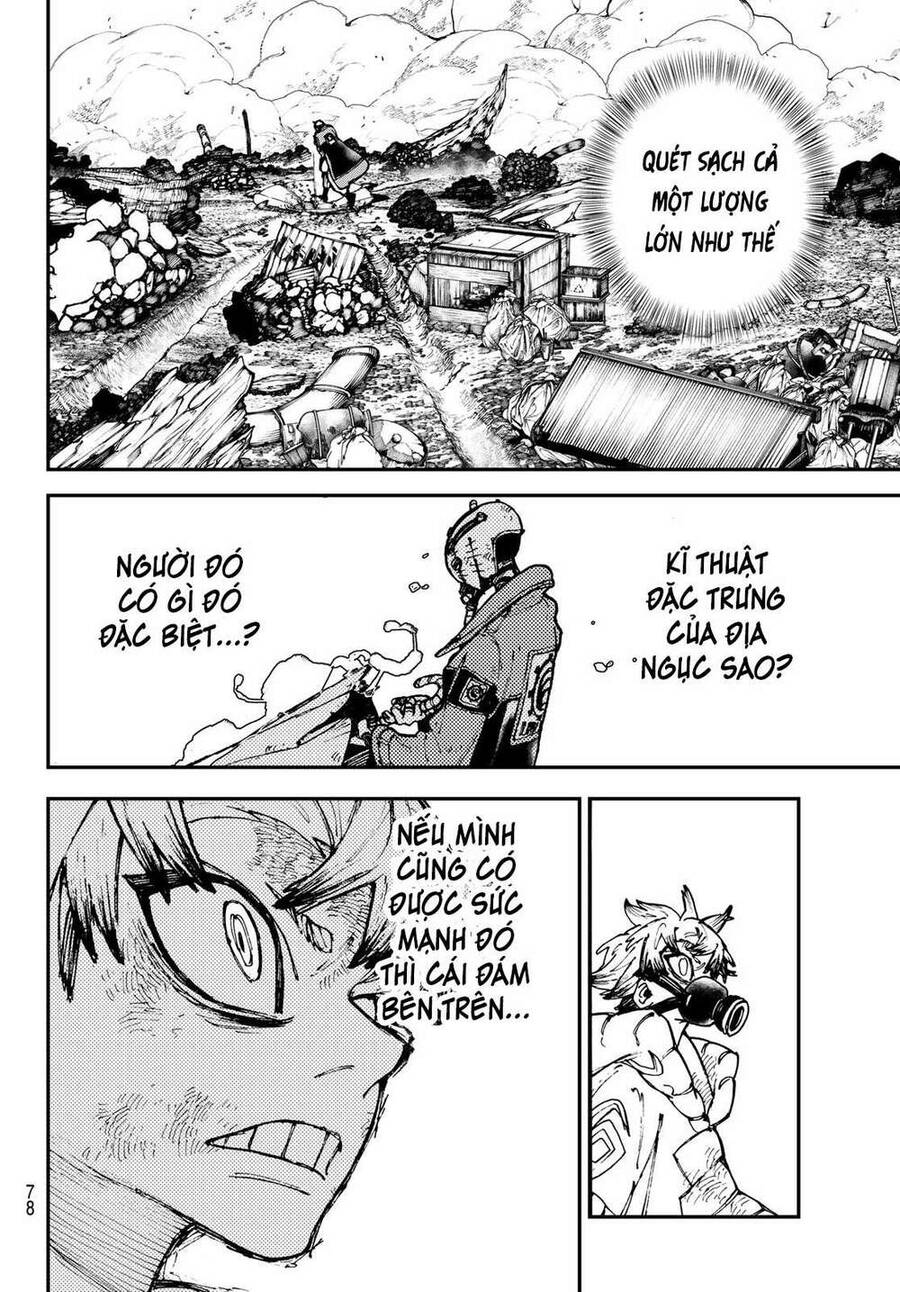 QUÉT SẠCH CẢ
MỘT LƯỢNG
LỚN NHƯ THẾ
KĨ THUẬT
ĐẶC TRƯNG
CỦA ĐỊA
NGỤC SAO?
NGƯỜI ĐÓ
CÓ GÌ ĐÓ
ĐẶC BIỆT...?
NẾU MÌNH
CŨNG CÓ
ĐƯỢC SỨC
MẠNH ĐÓ
THÌ CÁI ĐÁM
BÊN TRÊN...
78